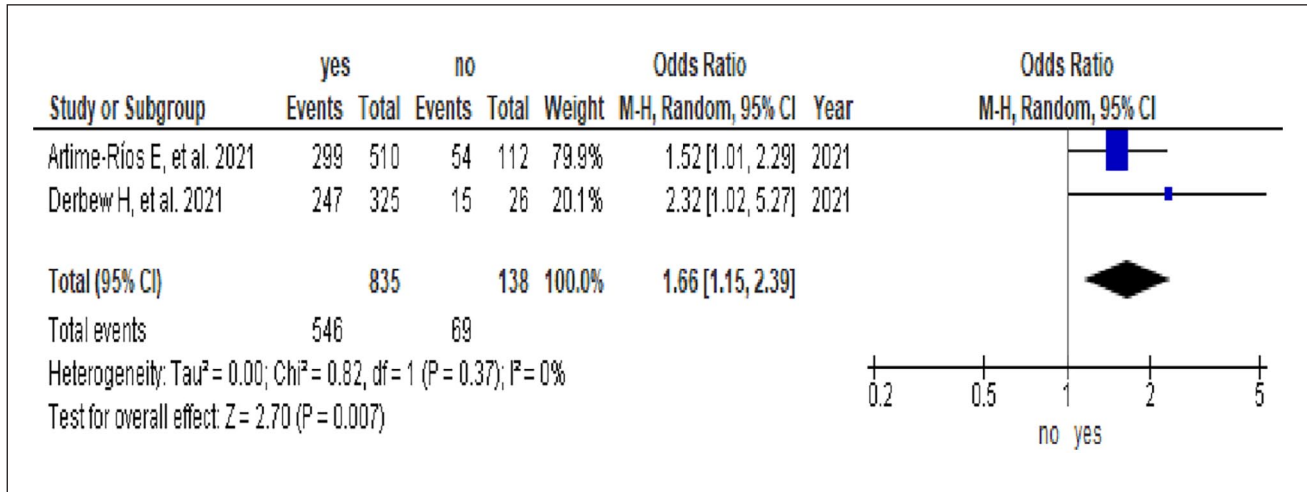 yes no Odds Ratio Odds Ratio
Study or Subgroup Events Total Events Total Weight M-H, Random, 95% CI Year M-H, Random, 95% CI
Artime-Ríos E, et al. 2021 299 510 54 112 79.9% 1.52 [1.01, 2.29] 2021
Derbew H, et al. 2021 247 325 15 26 20.1% 2.32 [1.02, 5.27] 2021
Total (95% CI) 835 138 100.0% 1.66 [1.15, 2.39]
Total events 546 69
Heterogeneity: Tau² = 0.00; Chi² = 0.82, df = 1 (P = 0.37); I² = 0%
Test for overall effect: Z = 2.70 (P = 0.007)
0.2 0.5 1 2 5
no yes